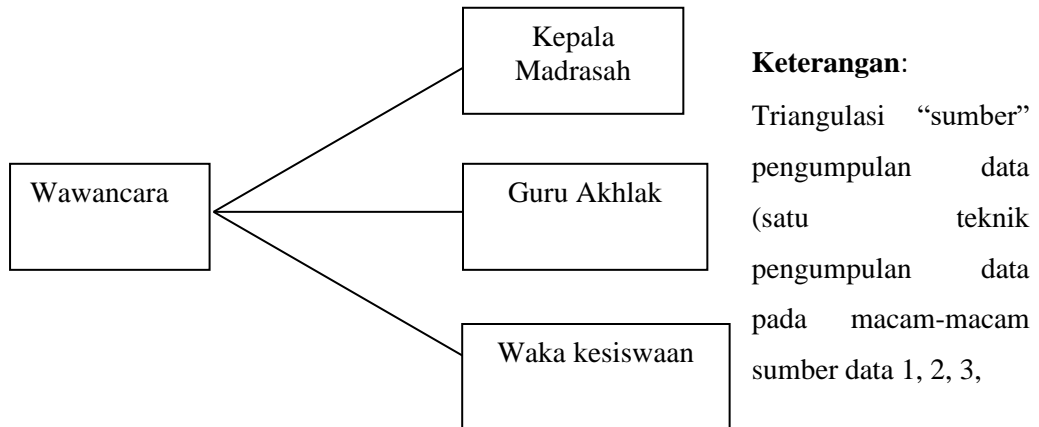 Kepala
Madrasah
Wawancara
Guru Akhlak
Waka kesiswaan
Keterangan:
Triangulasi “sumber”
pengumpulan data
(satu teknik
pengumpulan data
pada macam-macam
sumber data 1, 2, 3,